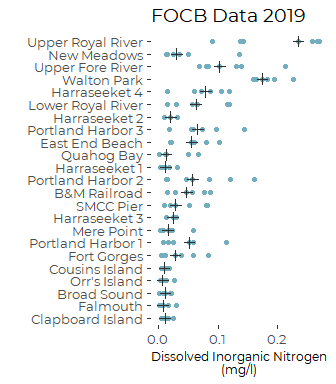 FOCB Data 2019
Upper Royal River
New Meadows
Upper Fore River
Walton Park
Harraseeket 4
Lower Royal River
Harraseeket 2
Portland Harbor 3
East End Beach
Quahog Bay
Harraseeket 1
Portland Harbor 2
B&M Railroad
SMCC Pier
Harraseeket 3
Mere Point
Portland Harbor 1
Fort Gorges
Cousins Island
Orr's Island
Broad Sound
Falmouth
Clapboard Island
0.0 0.1 0.2
Dissolved Inorganic Nitrogen
(mg/l)